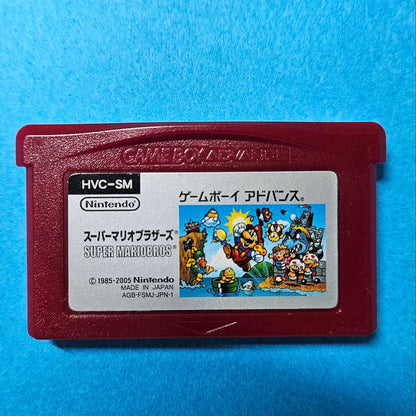 GAME BOY ADVANCE
HVC-SM
Nintendo®
ゲームボーイ アドバンス®
スーパーマリオブラザーズ®
SUPER MARIOBROS®
© 1985-2005 Nintendo
MADE IN JAPAN
AGB-FSMJ-JPN-1